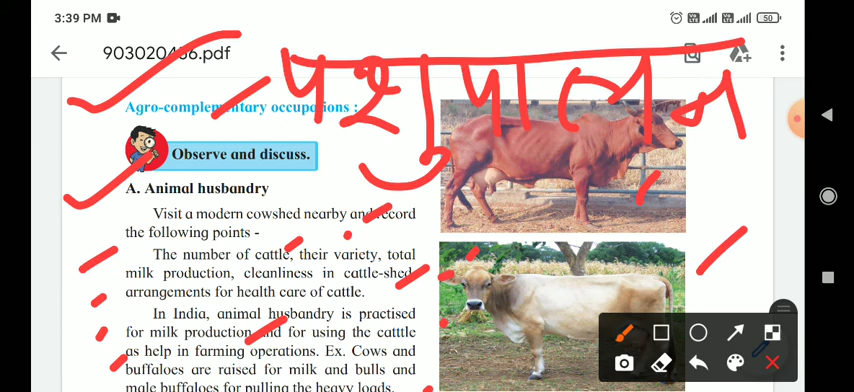 3:39 PM
50
903020456.pdf
पशुपालन
Agro-complementary occupations :
Observe and discuss.
A. Animal husbandry
Visit a modern cowshed nearby and record
the following points -
The number of cattle, their variety, total
milk production, cleanliness in cattle-shed
arrangements for health care of cattle.
In India, animal husbandry is practised
for milk production and for using the catttle
as help in farming operations. Ex. Cows and
buffaloes are raised for milk and bulls and
male buffaloes for pulling the heavy loads.